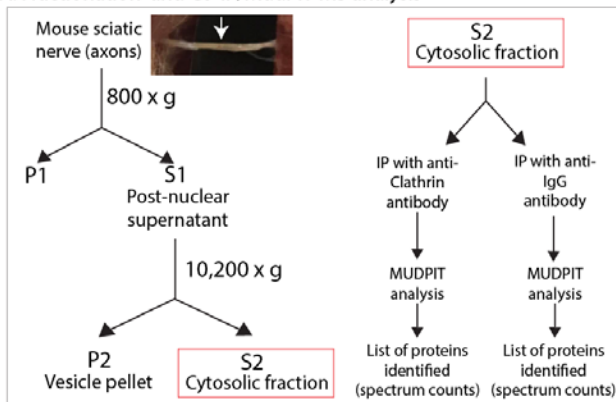 Mouse sciatic
nerve (axons)
800 x g
P1
S1
Post-nuclear
supernatant
10,200 x g
P2
Vesicle pellet
S2
Cytosolic fraction
S2
Cytosolic fraction
IP with anti-
Clathrin
antibody
IP with anti-
IgG
antibody
MUDPIT
analysis
MUDPIT
analysis
List of proteins
identified
(spectrum counts)
List of proteins
identified
(spectrum counts)